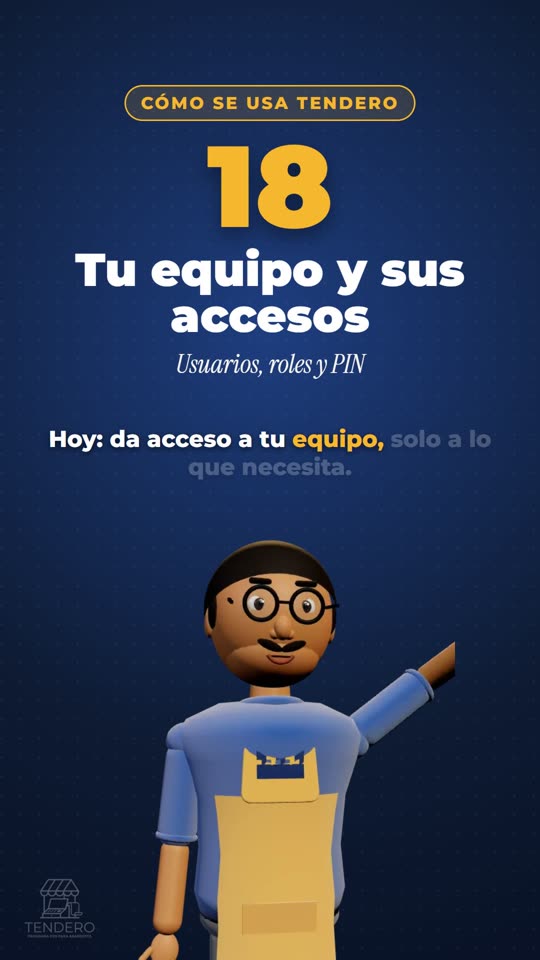 CÓMO SE USA TENDERO
18
Tu equipo y sus
accesos
Usuarios, roles y PIN
Hoy: da acceso a tu equipo, solo a lo
que necesita.
TENDERO